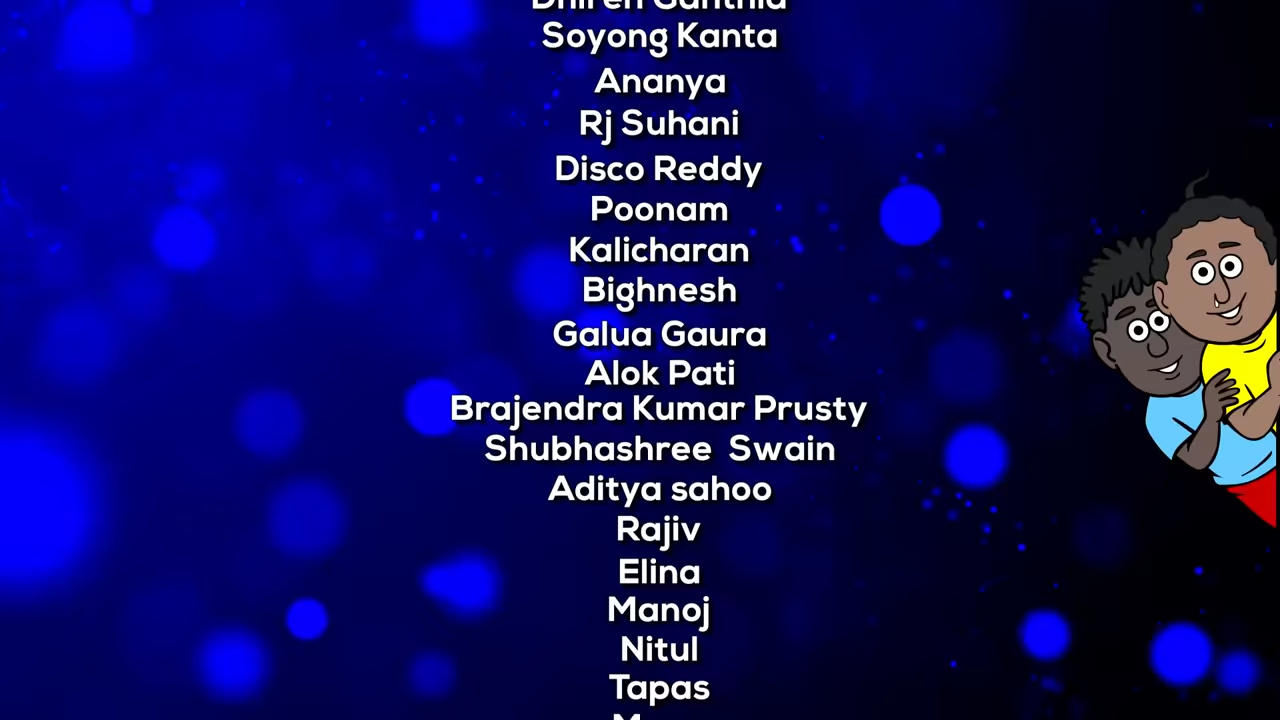 Soyong Kanta
Ananya
Rj Suhani
Disco Reddy
Poonam
Kalicharan
Bighnesh
Galua Gaura
Alok Pati
Brajendra Kumar Prusty
Shubhashree  Swain
Aditya sahoo
Rajiv
Elina
Manoj
Nitul
Tapas